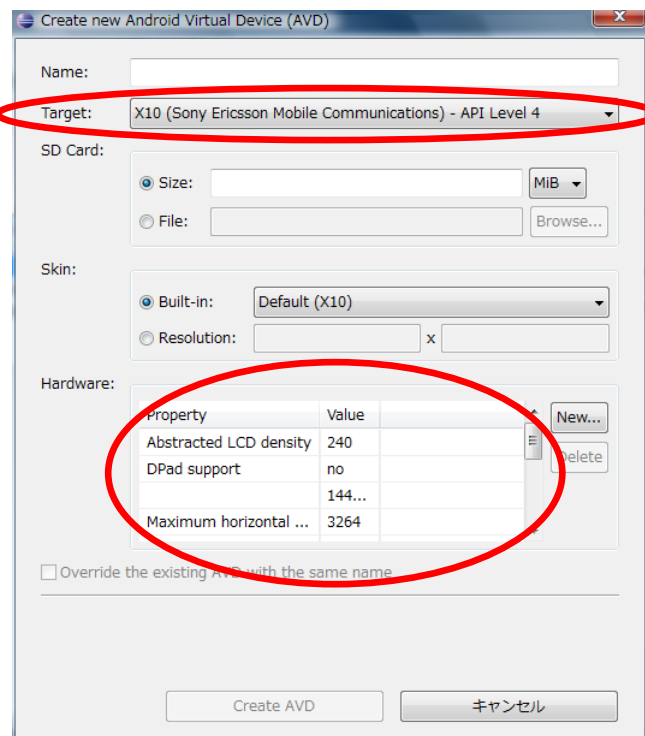 Create new Android Virtual Device (AVD)
Name:
Target: X10 (Sony Ericsson Mobile Communications) - API Level 4
SD Card:
Size: MiB
File: Browse...
Skin:
Built-in: Default (X10)
Resolution: x
Hardware:
Property Value New...
Abstracted LCD density 240
DPad support no Delete
144...
Maximum horizontal ... 3264
Override the existing AVD with the same name
Create AVD キャンセル